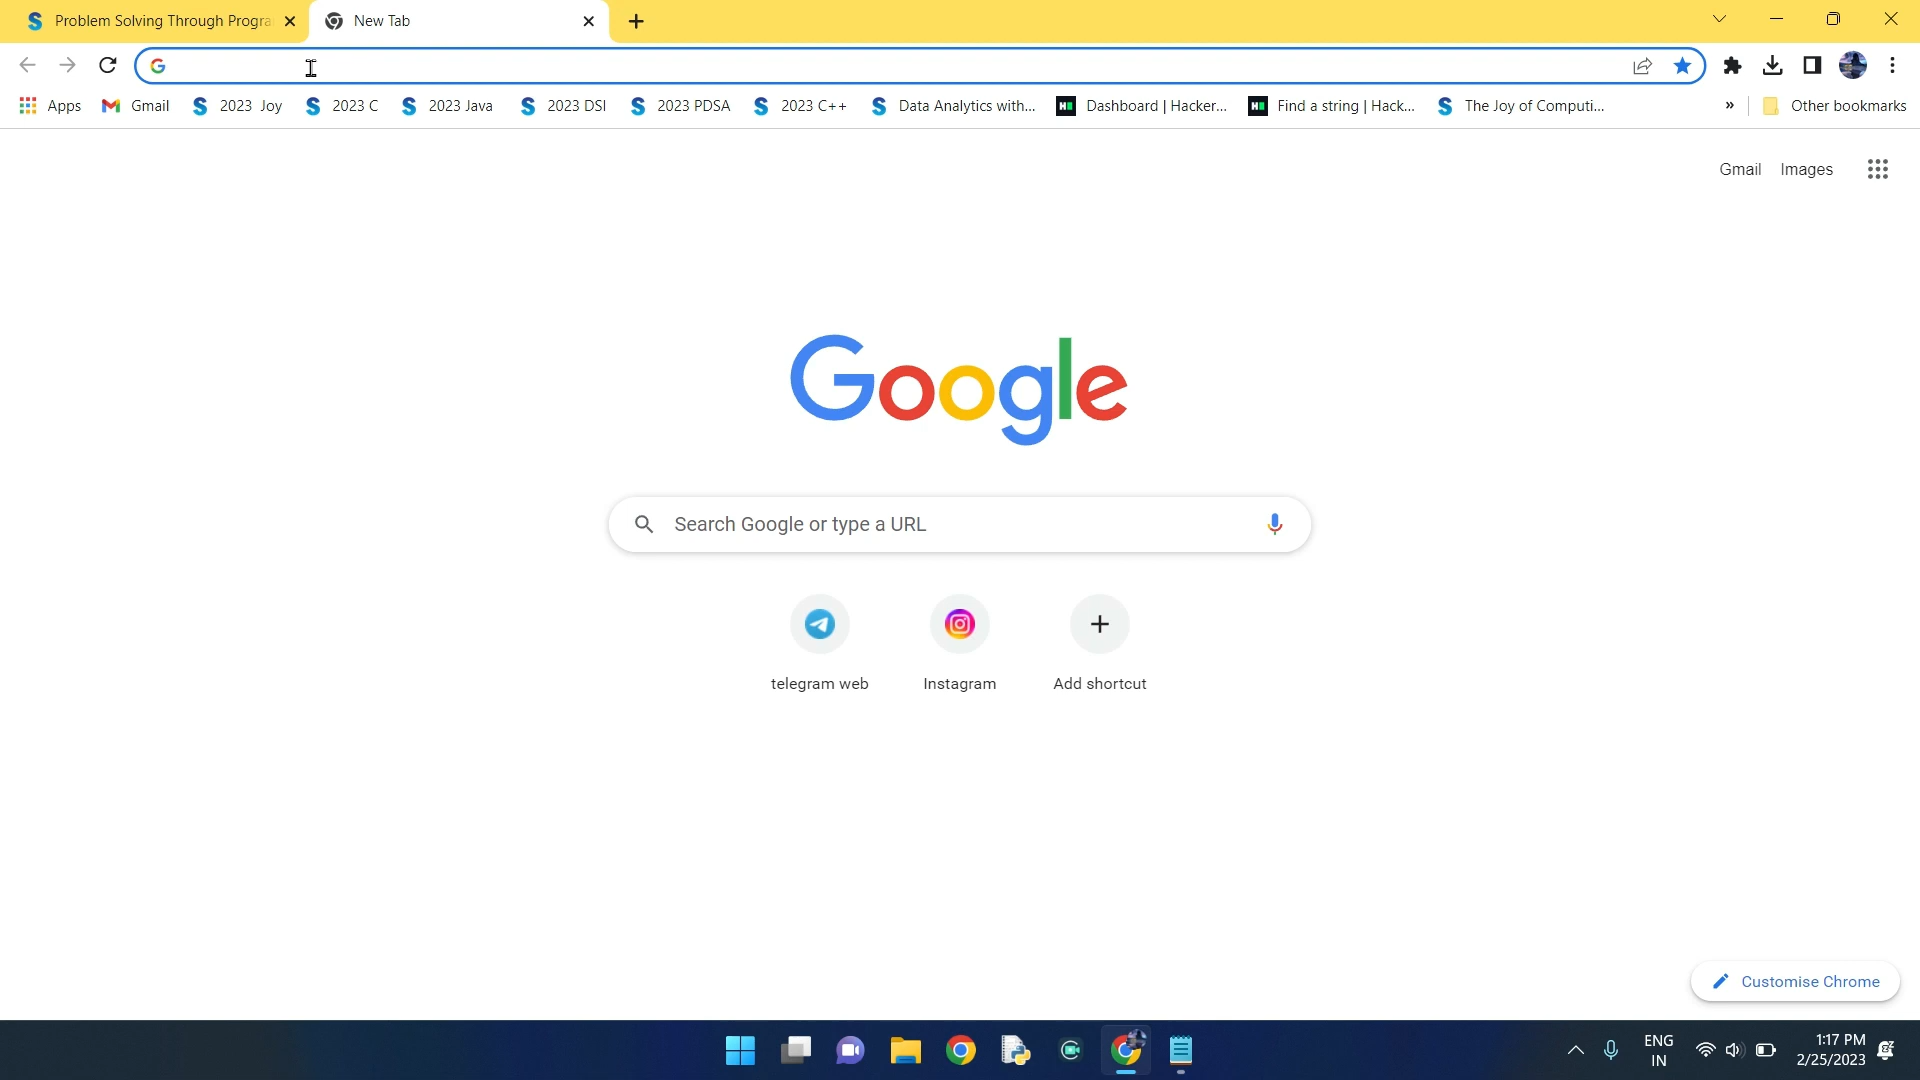 Problem Solving Through Progra
New Tab
Apps
Gmail
2023 Joy
2023 C
2023 Java
2023 DSI
2023 PDSA
2023 C++
Data Analytics with...
Dashboard | Hacker...
Find a string | Hack...
The Joy of Computi...
»
Other bookmarks
Gmail
Images
Google
Search Google or type a URL
telegram web
Instagram
Add shortcut
Customise Chrome
ENG
IN
1:17 PM
2/25/2023